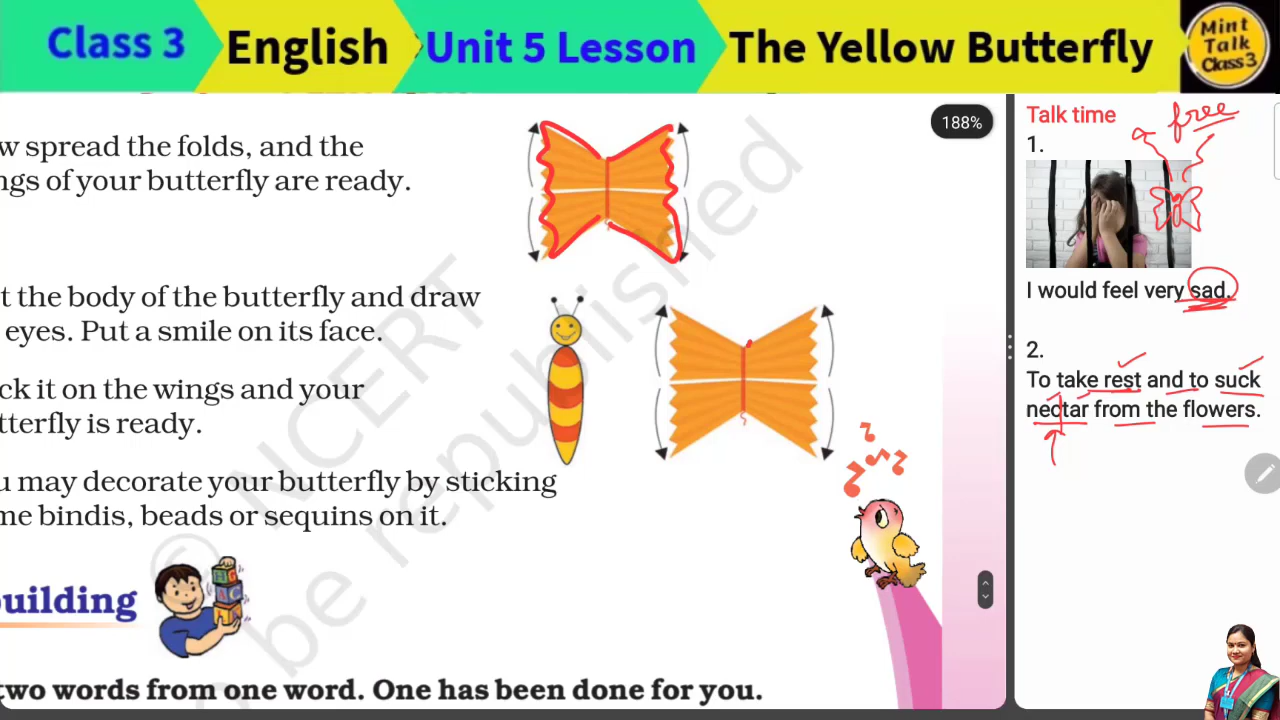 Class 3
English
Unit 5 Lesson
The Yellow Butterfly
Mint
Talk
Class 3
w spread the folds, and the
ngs of your butterfly are ready.
t the body of the butterfly and draw
eyes. Put a smile on its face.
ck it on the wings and your
tterfly is ready.
u may decorate your butterfly by sticking
me bindis, beads or sequins on it.
uilding
two words from one word. One has been done for you.
© NCERT
be republished
188%
Talk time
free
1.
I would feel very sad.
2.
To take rest and to suck
nectar from the flowers.